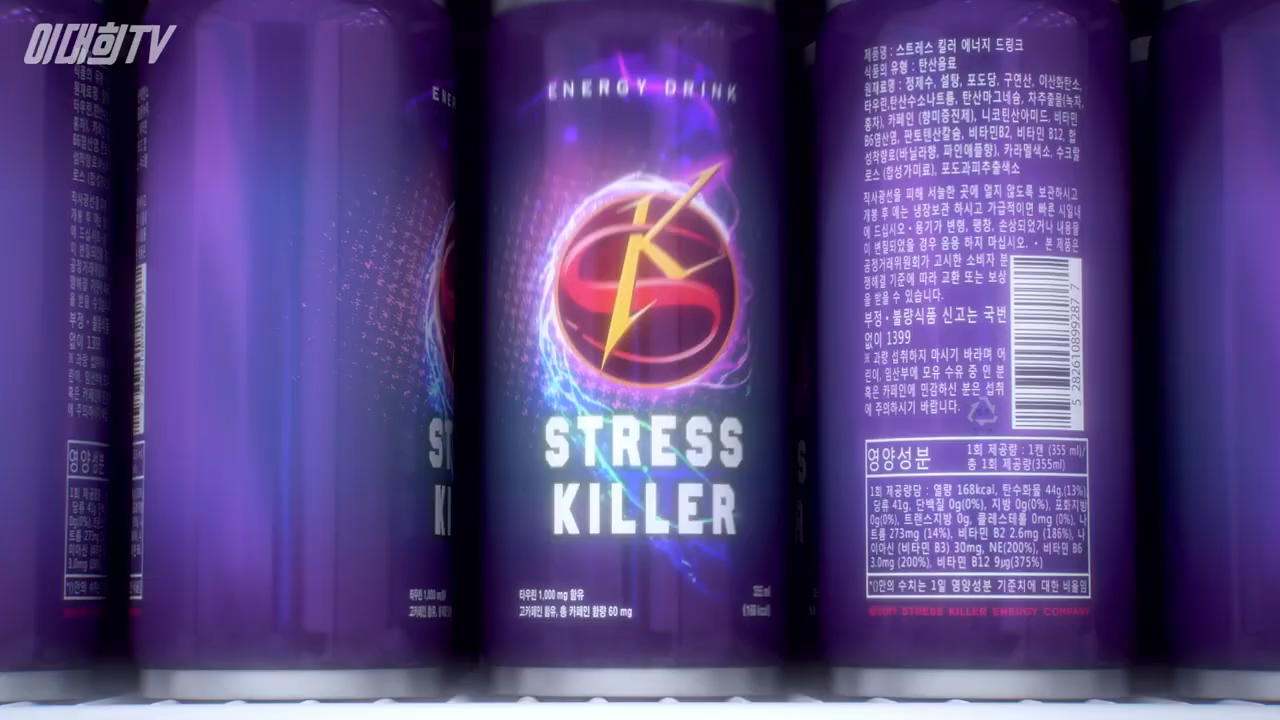 이대희TV
ENERGY DRINK
STRESS
KILLER
타우린 1,000 mg 함유
고카페인 함유, 총 카페인 함량 60 mg
355 ml
(168 kcal)
제품명 : 스트레스 킬러 에너지 드링크
식품의 유형 : 탄산음료
원재료명 : 정제수, 설탕, 포도당, 구연산, 이산화탄소,
타우린,탄산수소나트륨, 탄산마그네슘, 차추출물(녹차,
홍차), 카페인 (향미증진제), 니코틴산아미드, 비타민
B6염산염, 판토텐산칼슘, 비타민B2, 비타민 B12, 합
성착향료(바닐라향, 파인애플향), 카라멜색소, 수크랄
로스 (합성가미료), 포도과피추출색소
직사광선을 피해 서늘한 곳에 얼지 않도록 보관하시고
개봉 후 에는 냉장보관 하시고 가급적이면 빠른 시일내
에 드십시오 · 용기가 변형, 팽창, 손상되었거나 내용물
이 변질되었을 경우 음용 하지 마십시오. · 본 제품은
공정거래위원회가 고시한 소비자 분
쟁해결 기준에 따라 교환 또는 보상
을 받을 수 있습니다.
부정 · 불량식품 신고는 국번
없이 1399
※ 과량 섭취하지 마시기 바라며 어
린이, 임산부에 모유 수유 중 인 분
혹은 카페인에 민감하신 분은 섭취
에 주의하시기 바랍니다.
5 282610 899287 7
영양성분
1회 제공량 : 1캔 (355 ml)/
총 1회 제공량(355ml)
1회 제공량당 : 열량 168kcal, 탄수화물 44g,(13%),
당류 41g, 단백질 0g(0%), 지방 0g(0%), 포화지방
0g(0%), 트랜스지방 0g, 콜레스테롤 0mg (0%), 나
트륨 273mg (14%), 비타민 B2 2.6mg (186%), 나
이아신 (비타민 B3) 30mg, NE(200%), 비타민 B6
3.0mg (200%), 비타민 B12 9μg(375%)
*()안의 수치는 1일 영양성분 기준치에 대한 비율임
STRESS KILLER ENERGY COMPANY